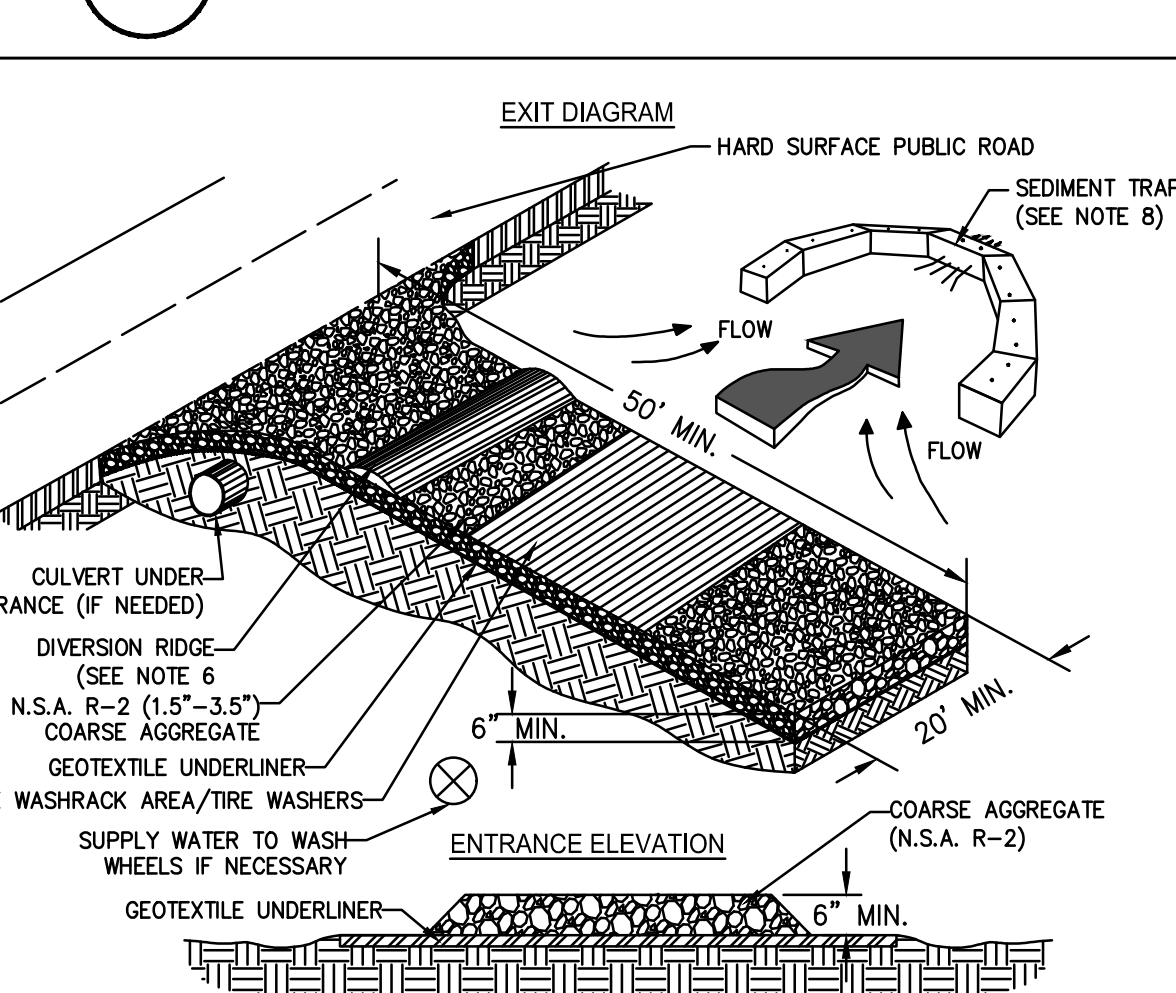 EXIT DIAGRAM
HARD SURFACE PUBLIC ROAD
SEDIMENT TRAP
(SEE NOTE 8)
FLOW
50' MIN.
FLOW
CULVERT UNDER
(IF NEEDED)
DIVERSION RIDGE
(SEE NOTE 6
N.S.A. R-2 (1.5"-3.5")
COARSE AGGREGATE
6" MIN.
20' MIN.
GEOTEXTILE UNDERLINER
WASHRACK AREA/TIRE WASHERS
SUPPLY WATER TO WASH
WHEELS IF NECESSARY
ENTRANCE ELEVATION
COARSE AGGREGATE
(N.S.A. R-2)
GEOTEXTILE UNDERLINER
6" MIN.